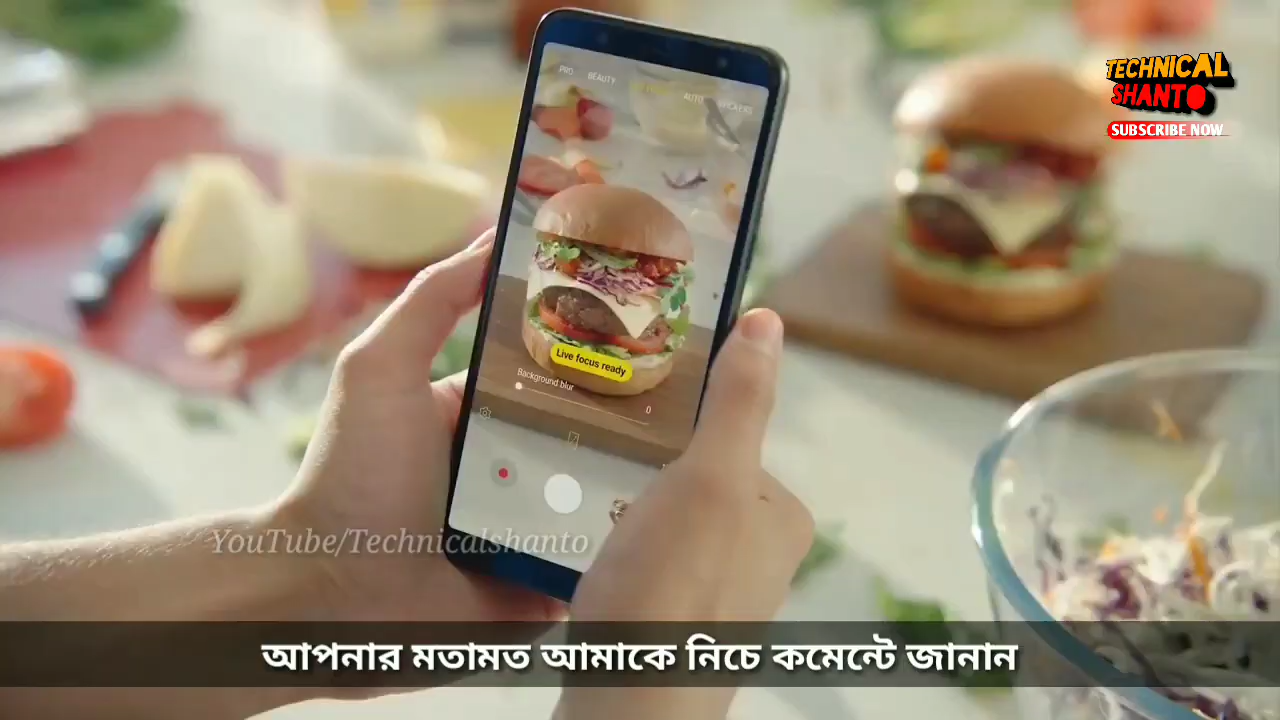 TECHNICAL
SHANTO
SUBSCRIBE NOW
PRO BEAUTY AUTO STICKERS
Live focus ready
Background blur
0
YouTube/Technicalshanto
আপনার মতামত আমাকে নিচে কমেন্টে জানান